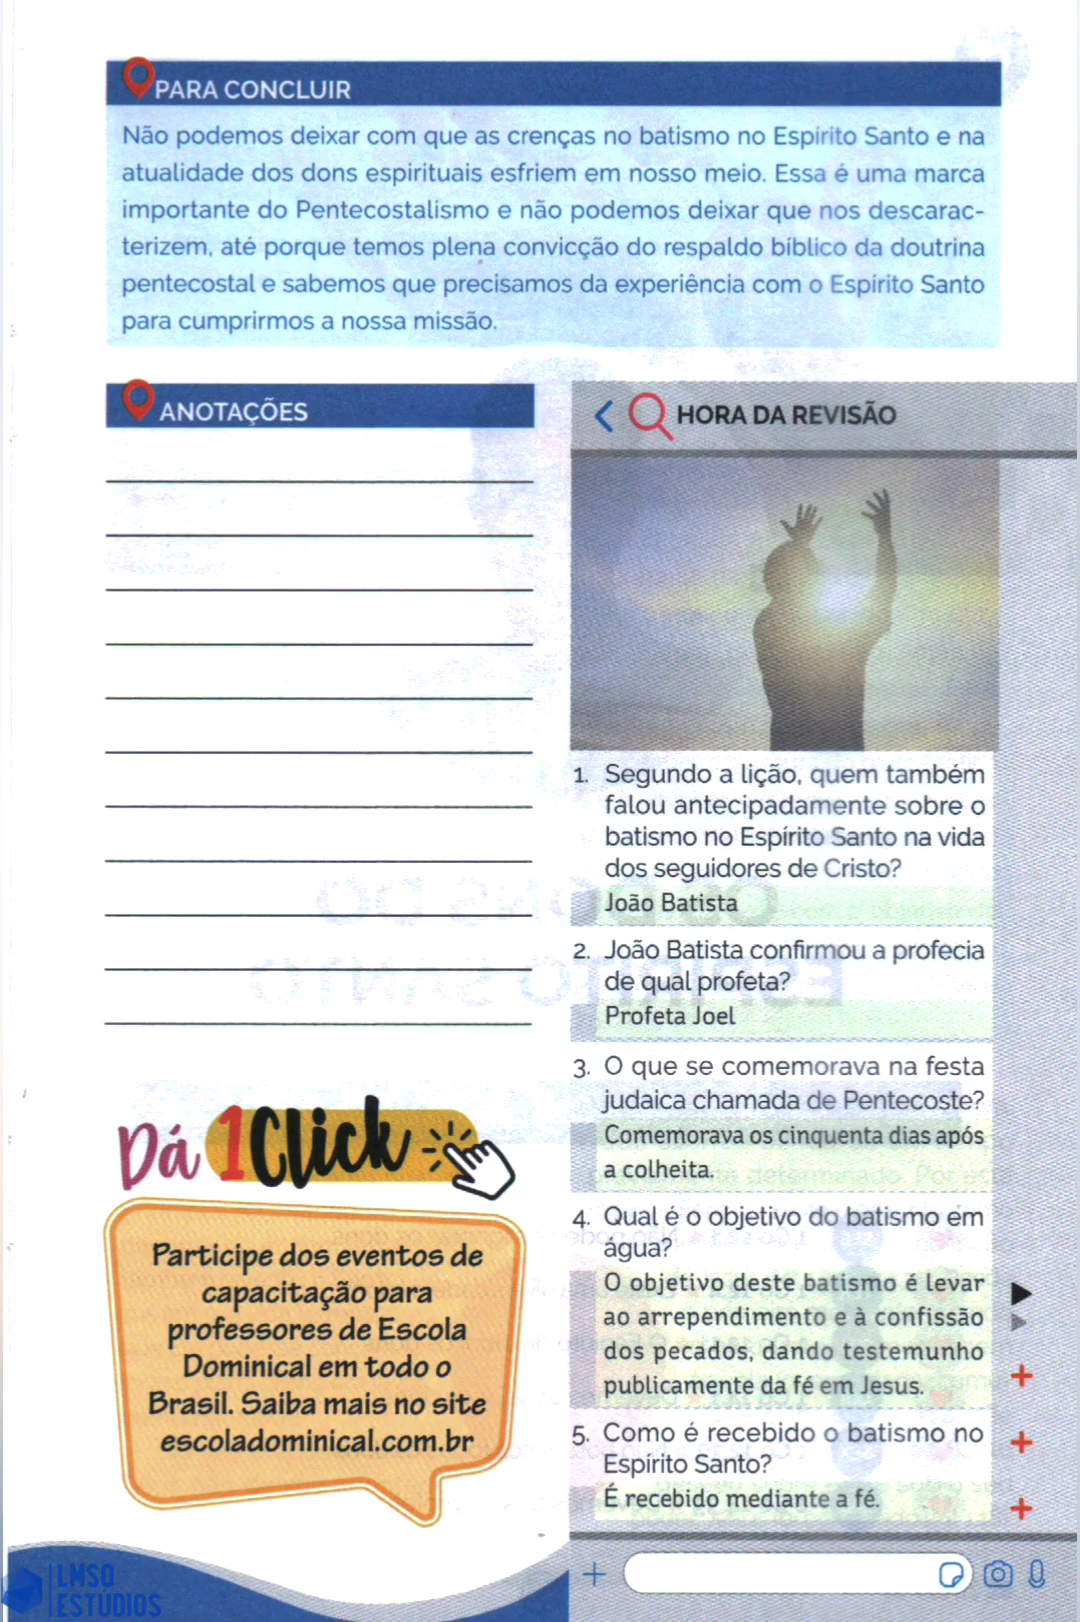 PARA CONCLUIR
Não podemos deixar com que as crenças no batismo no Espírito Santo e na
atualidade dos dons espirituais esfriem em nosso meio. Essa é uma marca
importante do Pentecostalismo e não podemos deixar que nos descarac-
terizem, até porque temos plena convicção do respaldo bíblico da doutrina
pentecostal e sabemos que precisamos da experiência com o Espírito Santo
para cumprirmos a nossa missão.
ANOTAÇÕES
Dá 1 Click
Participe dos eventos de
capacitação para
professores de Escola
Dominical em todo o
Brasil. Saiba mais no site
escoladominical.com.br
HORA DA REVISÃO
1. Segundo a lição, quem também
falou antecipadamente sobre o
batismo no Espírito Santo na vida
dos seguidores de Cristo?
João Batista
2. João Batista confirmou a profecia
de qual profeta?
Profeta Joel
3. O que se comemorava na festa
judaica chamada de Pentecoste?
Comemorava os cinquenta dias após
a colheita.
4. Qual é o objetivo do batismo em
água?
O objetivo deste batismo é levar
ao arrependimento e à confissão
dos pecados, dando testemunho
publicamente da fé em Jesus.
5. Como é recebido o batismo no
Espírito Santo?
É recebido mediante a fé.
LMSO
ESTÚDIOS